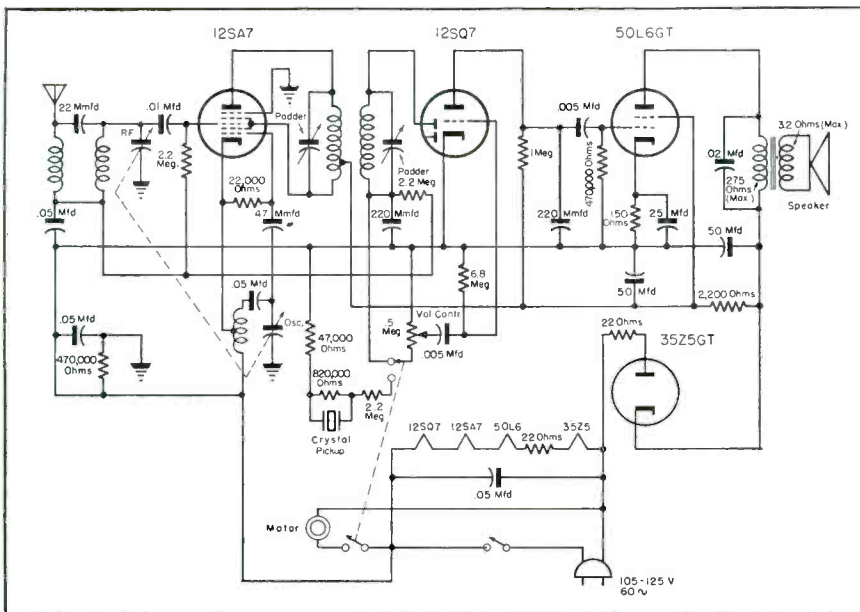 12SA7
12SQ7
50L6GT
22 Mmfd
.01 Mfd
RF
2.2
Meg.
Padder
22,000
Ohms
47
Mmfd
.05 Mfd
Padder
2.2 Meg
220
Mmfd
1 Meg
.005 Mfd
470,000
Ohms
220
Mmfd
150
Ohms
25
Mfd
.02 Mfd
275
Ohms
(Max.)
3.2 Ohms (Max.)
Speaker
50
Mfd
50
Mfd
2,200 Ohms
.05 Mfd
Osc.
.05 Mfd
470,000
Ohms
47,000
Ohms
820,000
Ohms
2.2
Meg
Crystal
Pickup
.5
Meg
Vol Contr.
.005 Mfd
6.8
Meg
22 Ohms
35Z5GT
12SQ7
12SA7
50L6
22 Ohms
35Z5
.05 Mfd
Motor
105-125 V
60 ~